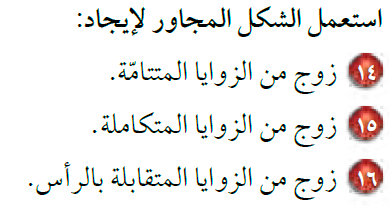 استعمل الشكل المجاور لإيجاد:
١٤ زوج من الزوايا المتتامّة.
١٥ زوج من الزوايا المتكاملة.
١٦ زوج من الزوايا المتقابلة بالرأس.